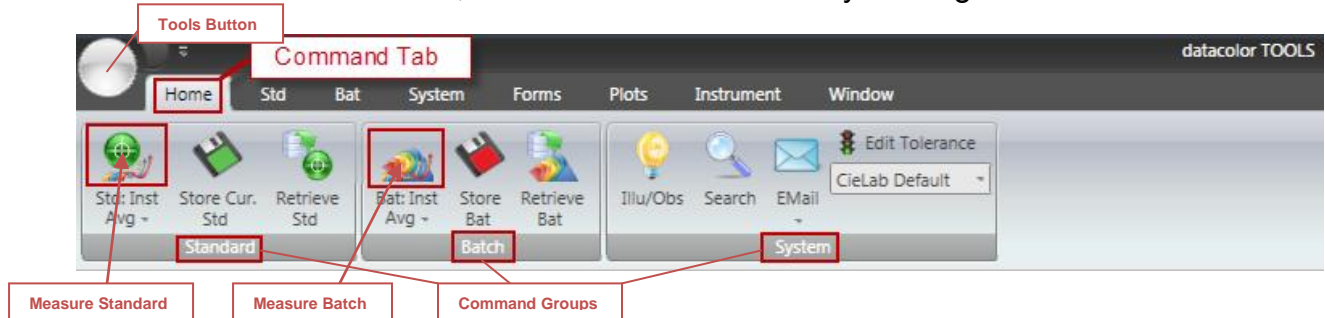 Tools Button
Command Tab
datacolor TOOLS
Home Std Bat System Forms Plots Instrument Window
Edit Tolerance
CieLab Default
Std: Inst Avg
Store Cur. Std
Retrieve Std
Bat: Inst Avg
Store Bat
Retrieve Bat
Illu/Obs
Search
EMail
Standard
Batch
System
Measure Standard
Measure Batch
Command Groups